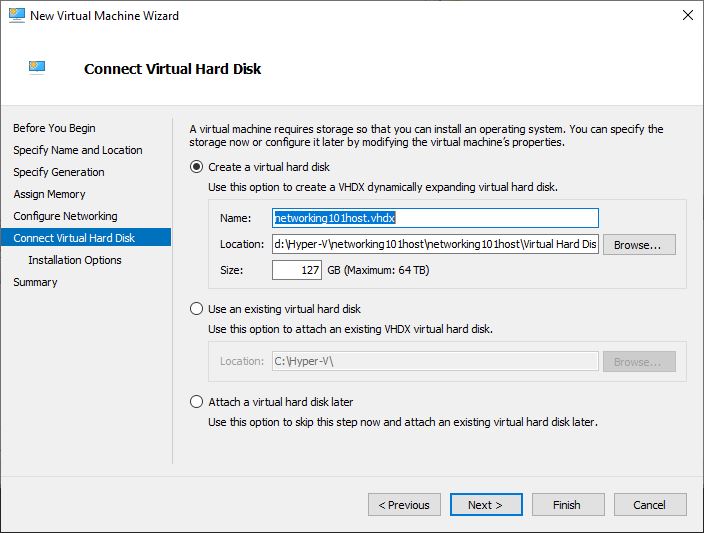 New Virtual Machine Wizard
Connect Virtual Hard Disk
Before You Begin
Specify Name and Location
Specify Generation
Assign Memory
Configure Networking
Connect Virtual Hard Disk
Installation Options
Summary
A virtual machine requires storage so that you can install an operating system. You can specify the
storage now or configure it later by modifying the virtual machine's properties.
Create a virtual hard disk
Use this option to create a VHDX dynamically expanding virtual hard disk.
Name: networking101host.vhdx
Location: d:\Hyper-V\networking101host\networking101host\Virtual Hard Dis Browse...
Size: 127 GB (Maximum: 64 TB)
Use an existing virtual hard disk
Use this option to attach an existing VHDX virtual hard disk.
Location: C:\Hyper-V\ Browse...
Attach a virtual hard disk later
Use this option to skip this step now and attach an existing virtual hard disk later.
< Previous Next > Finish Cancel